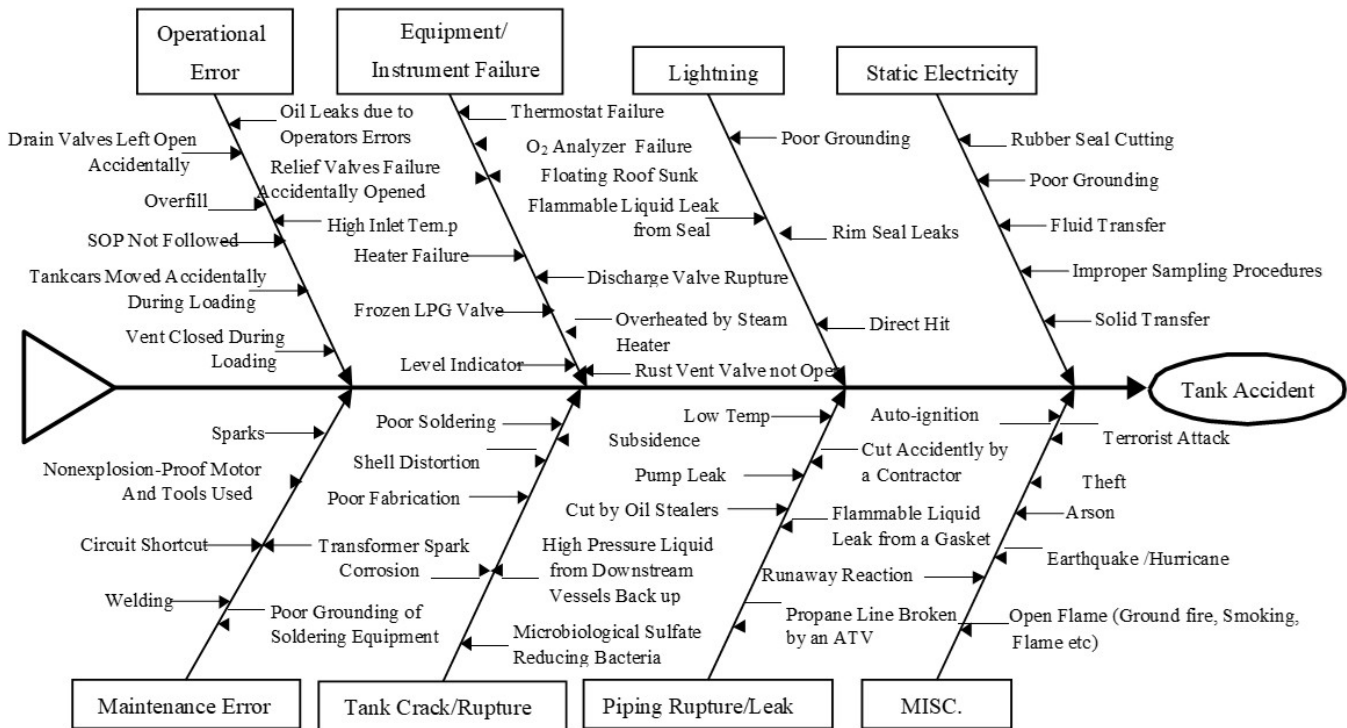 Operational
Error
Equipment/
Instrument Failure
Lightning
Static Electricity
Oil Leaks due to
Operators Errors
Drain Valves Left Open
Accidentally
Relief Valves Failure
Accidentally Opened
Overfill
High Inlet Tem.p
SOP Not Followed
Tankcars Moved Accidentally
During Loading
Vent Closed During
Loading
Thermostat Failure
O₂ Analyzer Failure
Floating Roof Sunk
Heater Failure
Discharge Valve Rupture
Frozen LPG Valve
Overheated by Steam
Heater
Level Indicator
Rust Vent Valve not Open
Poor Grounding
Flammable Liquid Leak
from Seal
Rim Seal Leaks
Direct Hit
Rubber Seal Cutting
Poor Grounding
Fluid Transfer
Improper Sampling Procedures
Solid Transfer
Tank Accident
Sparks
Nonexplosion-Proof Motor
And Tools Used
Circuit Shortcut
Transformer Spark
Welding
Poor Grounding of
Soldering Equipment
Poor Soldering
Subsidence
Shell Distortion
Poor Fabrication
Corrosion
High Pressure Liquid
from Downstream
Vessels Back up
Microbiological Sulfate
Reducing Bacteria
Low Temp
Cut Accidently by
a Contractor
Pump Leak
Cut by Oil Stealers
Flammable Liquid
Leak from a Gasket
Propane Line Broken
by an ATV
Auto-ignition
Terrorist Attack
Theft
Arson
Earthquake /Hurricane
Runaway Reaction
Open Flame (Ground fire, Smoking,
Flame etc)
Maintenance Error
Tank Crack/Rupture
Piping Rupture/Leak
MISC.